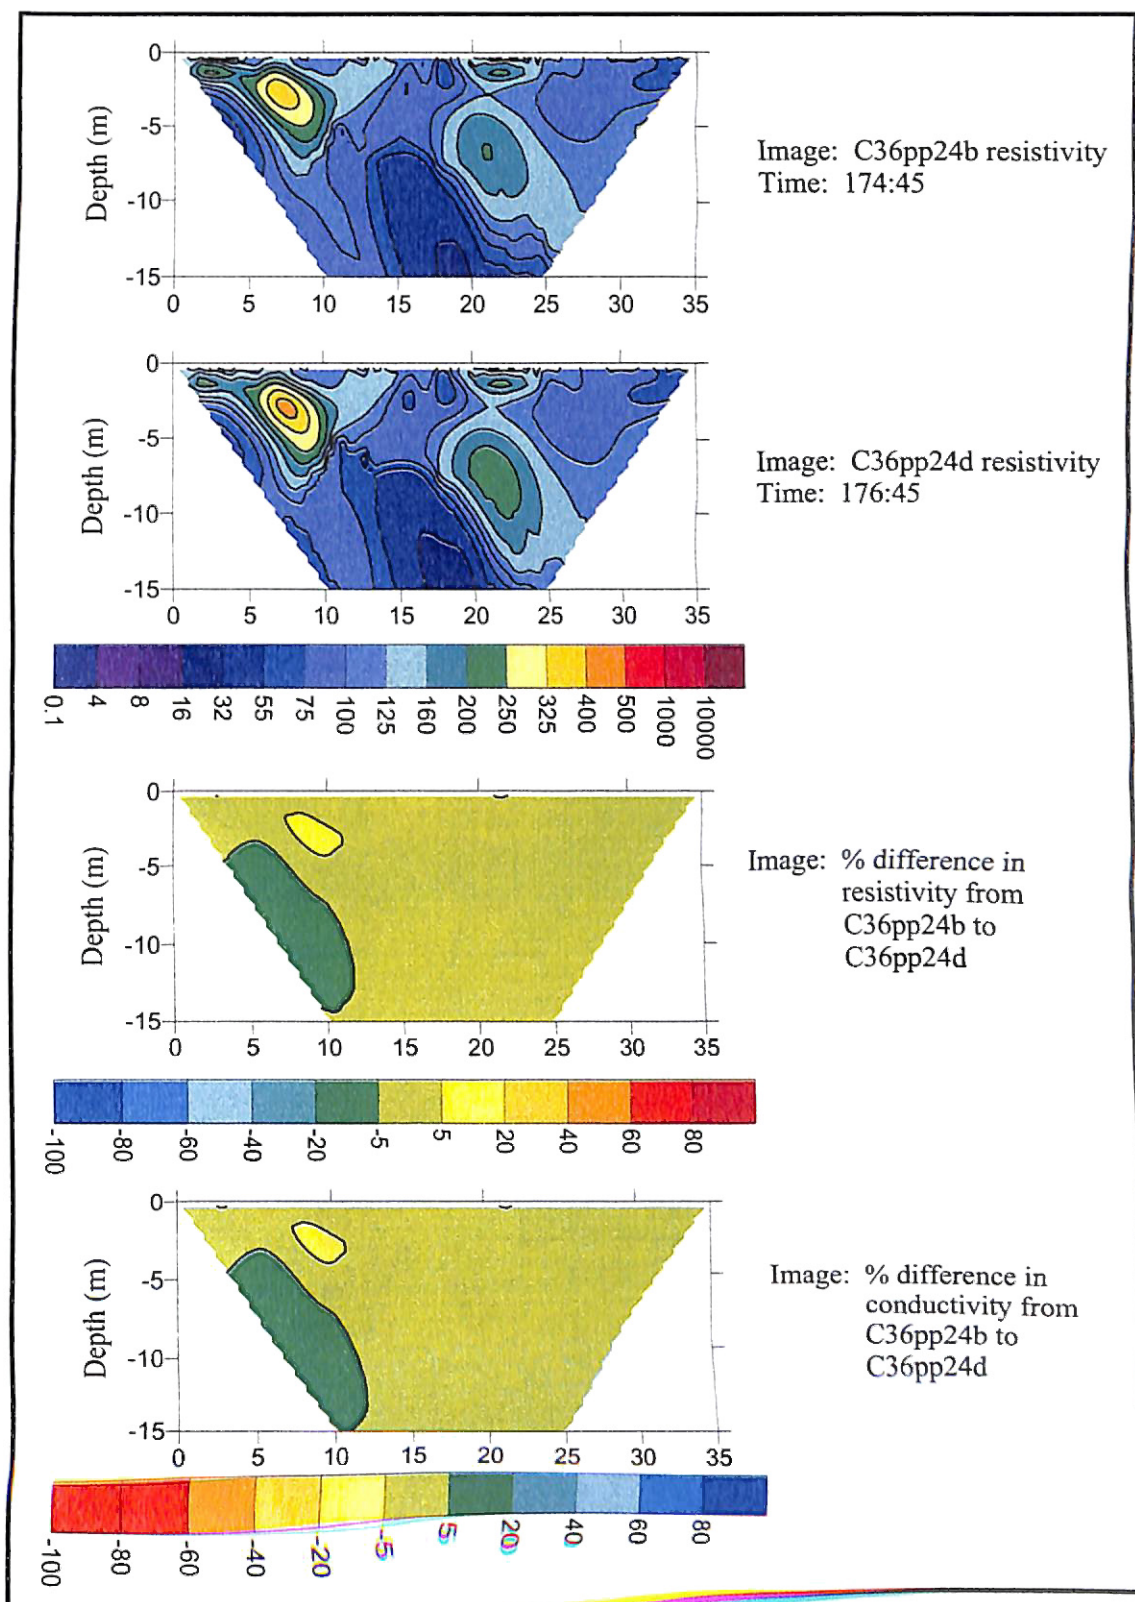 0
-5
-10
-15
Depth (m)
0 5 10 15 20 25 30 35
Image: C36pp24b resistivity
Time: 174:45
0
-5
-10
-15
Depth (m)
0 5 10 15 20 25 30 35
Image: C36pp24d resistivity
Time: 176:45
0.1 4 8 16 32 55 75 100 125 160 200 250 325 400 500 1000 10000
0
-5
-10
-15
Depth (m)
0 5 10 15 20 25 30 35
Image: % difference in
resistivity from
C36pp24b to
C36pp24d
-100 -80 -60 -40 -20 -5 5 20 40 60 80
0
-5
-10
-15
Depth (m)
0 5 10 15 20 25 30 35
Image: % difference in
conductivity from
C36pp24b to
C36pp24d
-100 -80 -60 -40 -20 -5 5 20 40 60 80